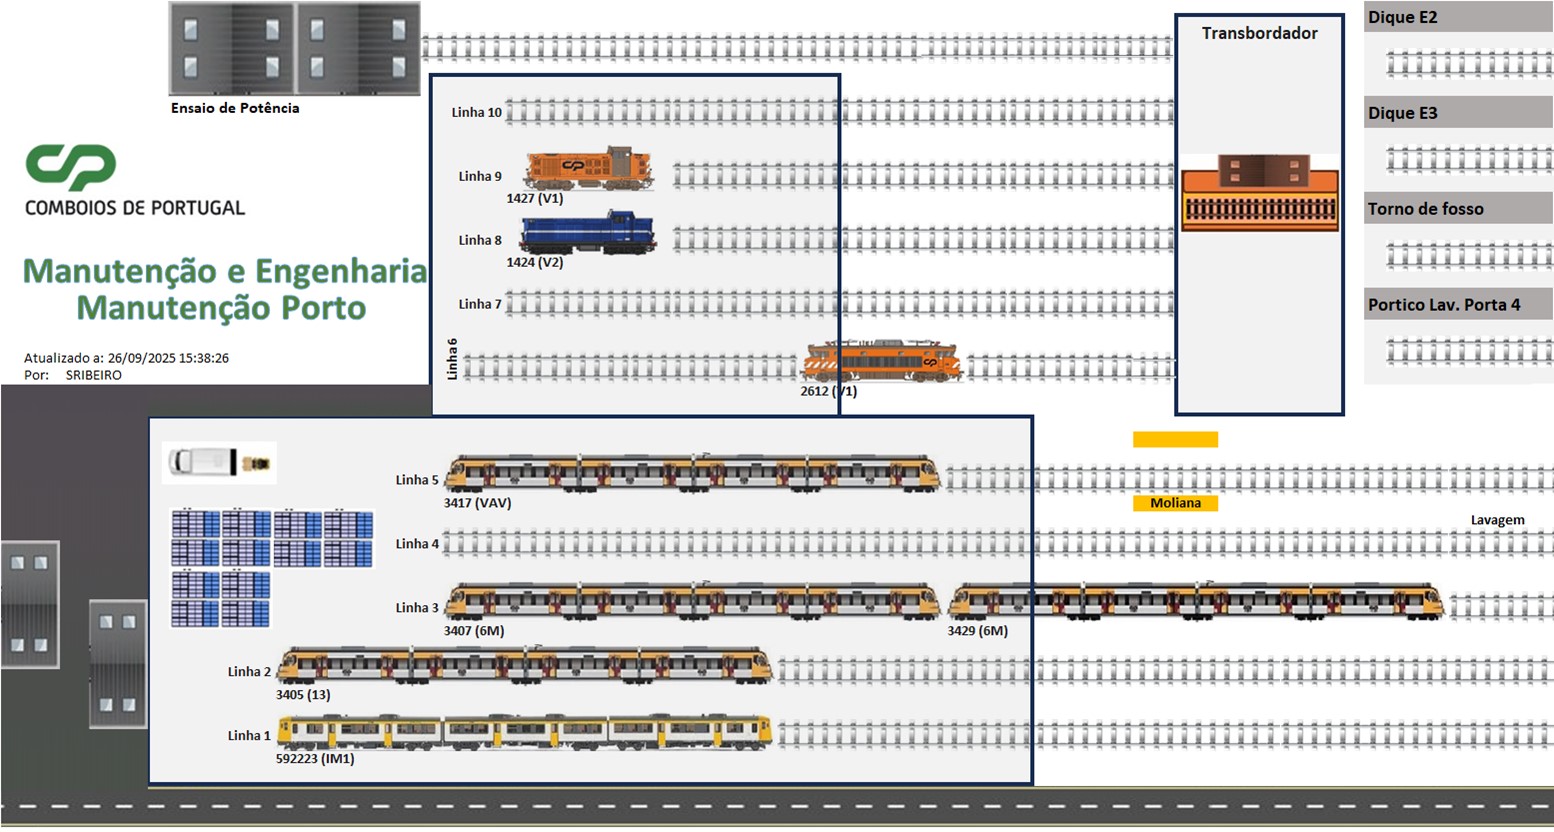 Ensaio de Potência
Transbordador
Dique E2
Dique E3
Torno de fosso
Portico Lav. Porta 4
CP
COMBOIOS DE PORTUGAL
Manutenção e Engenharia
Manutenção Porto
Atualizado a: 26/09/2025 15:38:26
Por: SRIBEIRO
Linha 10
Linha 9
1427 (V1)
Linha 8
1424 (V2)
Linha 7
Linha 6
2612 (V1)
Linha 5
3417 (VAV)
Moliana
Lavagem
Linha 4
Linha 3
3407 (6M)
3429 (6M)
Linha 2
3405 (13)
Linha 1
592223 (IM1)